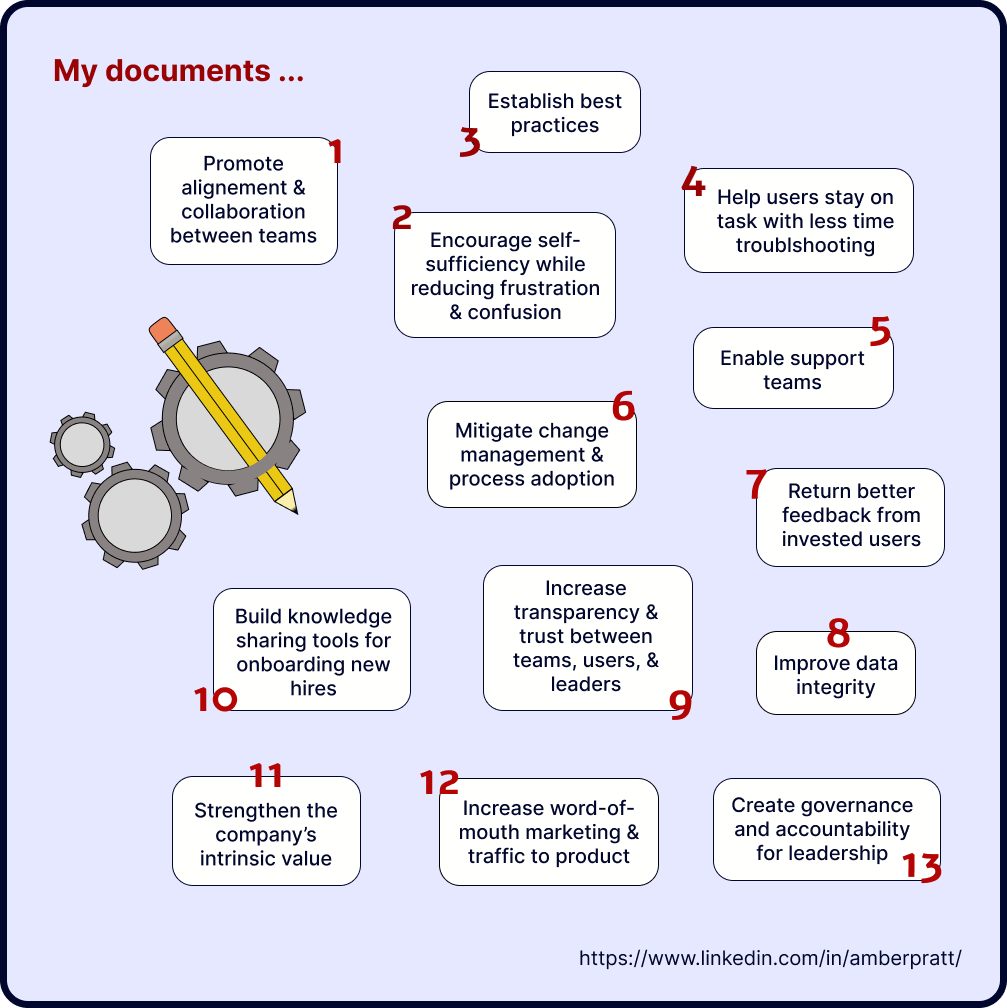 My documents ...
1
Promote
alignement &
collaboration
between teams
2
Encourage self-
sufficiency while
reducing frustration
& confusion
3
Establish best
practices
4
Help users stay on
task with less time
troublshooting
5
Enable support
teams
6
Mitigate change
management &
process adoption
7
Return better
feedback from
invested users
8
Improve data
integrity
9
Increase
transparency &
trust between
teams, users, &
leaders
10
Build knowledge
sharing tools for
onboarding new
hires
11
Strengthen the
company’s
intrinsic value
12
Increase word-of-
mouth marketing &
traffic to product
13
Create governance
and accountability
for leadership
https://www.linkedin.com/in/amberpratt/